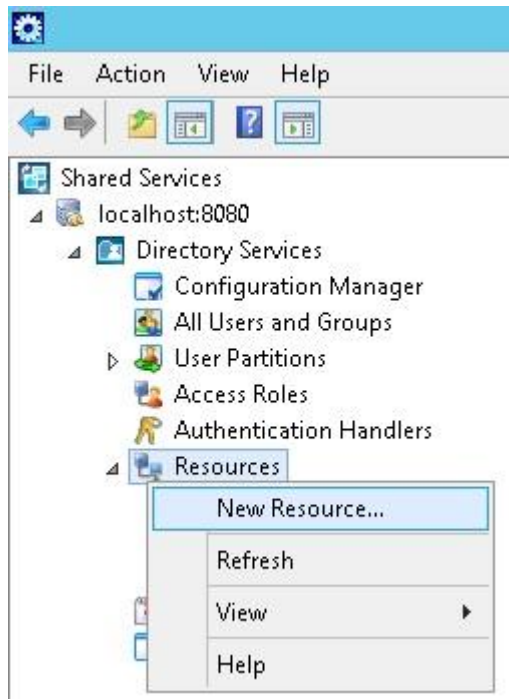 File Action View Help
Shared Services
localhost:8080
Directory Services
Configuration Manager
All Users and Groups
User Partitions
Access Roles
Authentication Handlers
Resources
New Resource...
Refresh
View
Help